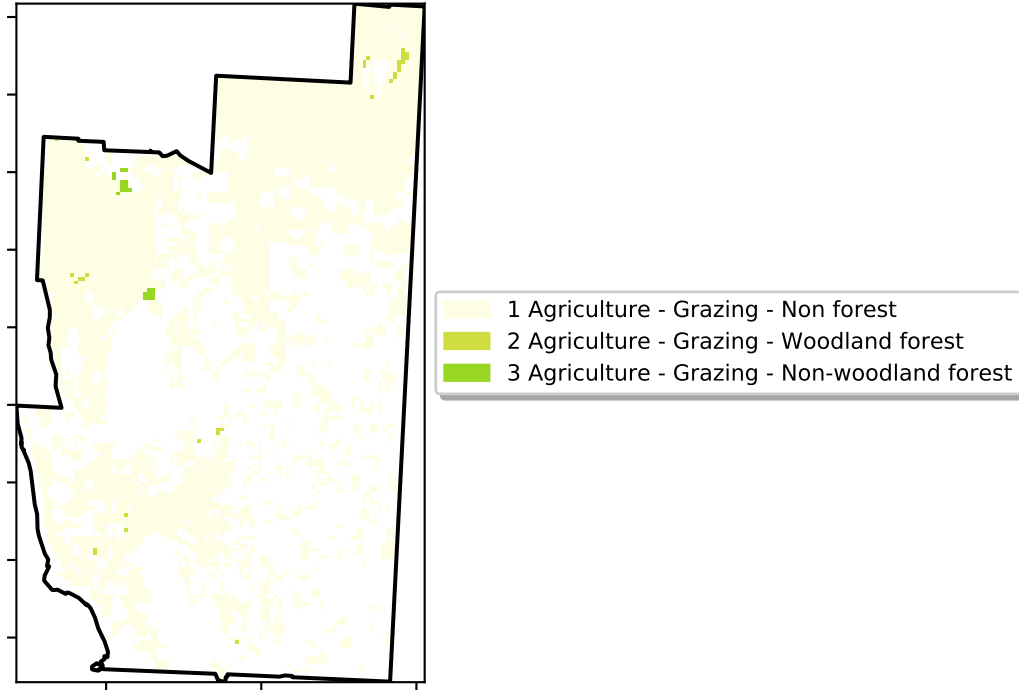 1 Agriculture - Grazing - Non forest
2 Agriculture - Grazing - Woodland forest
3 Agriculture - Grazing - Non-woodland forest